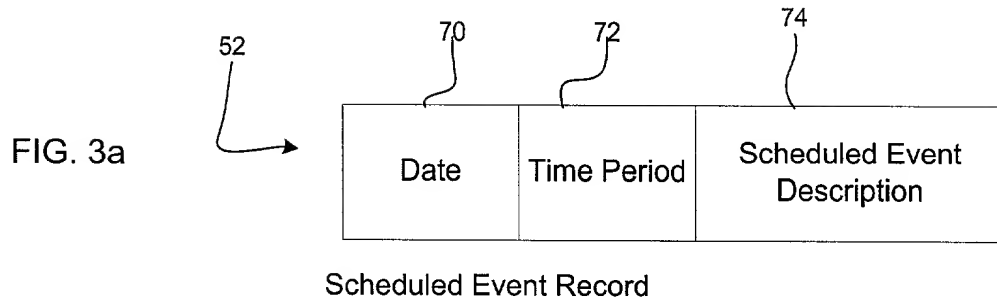 52
70
72
74
FIG. 3a
Date
Time Period
Scheduled Event
Description
Scheduled Event Record